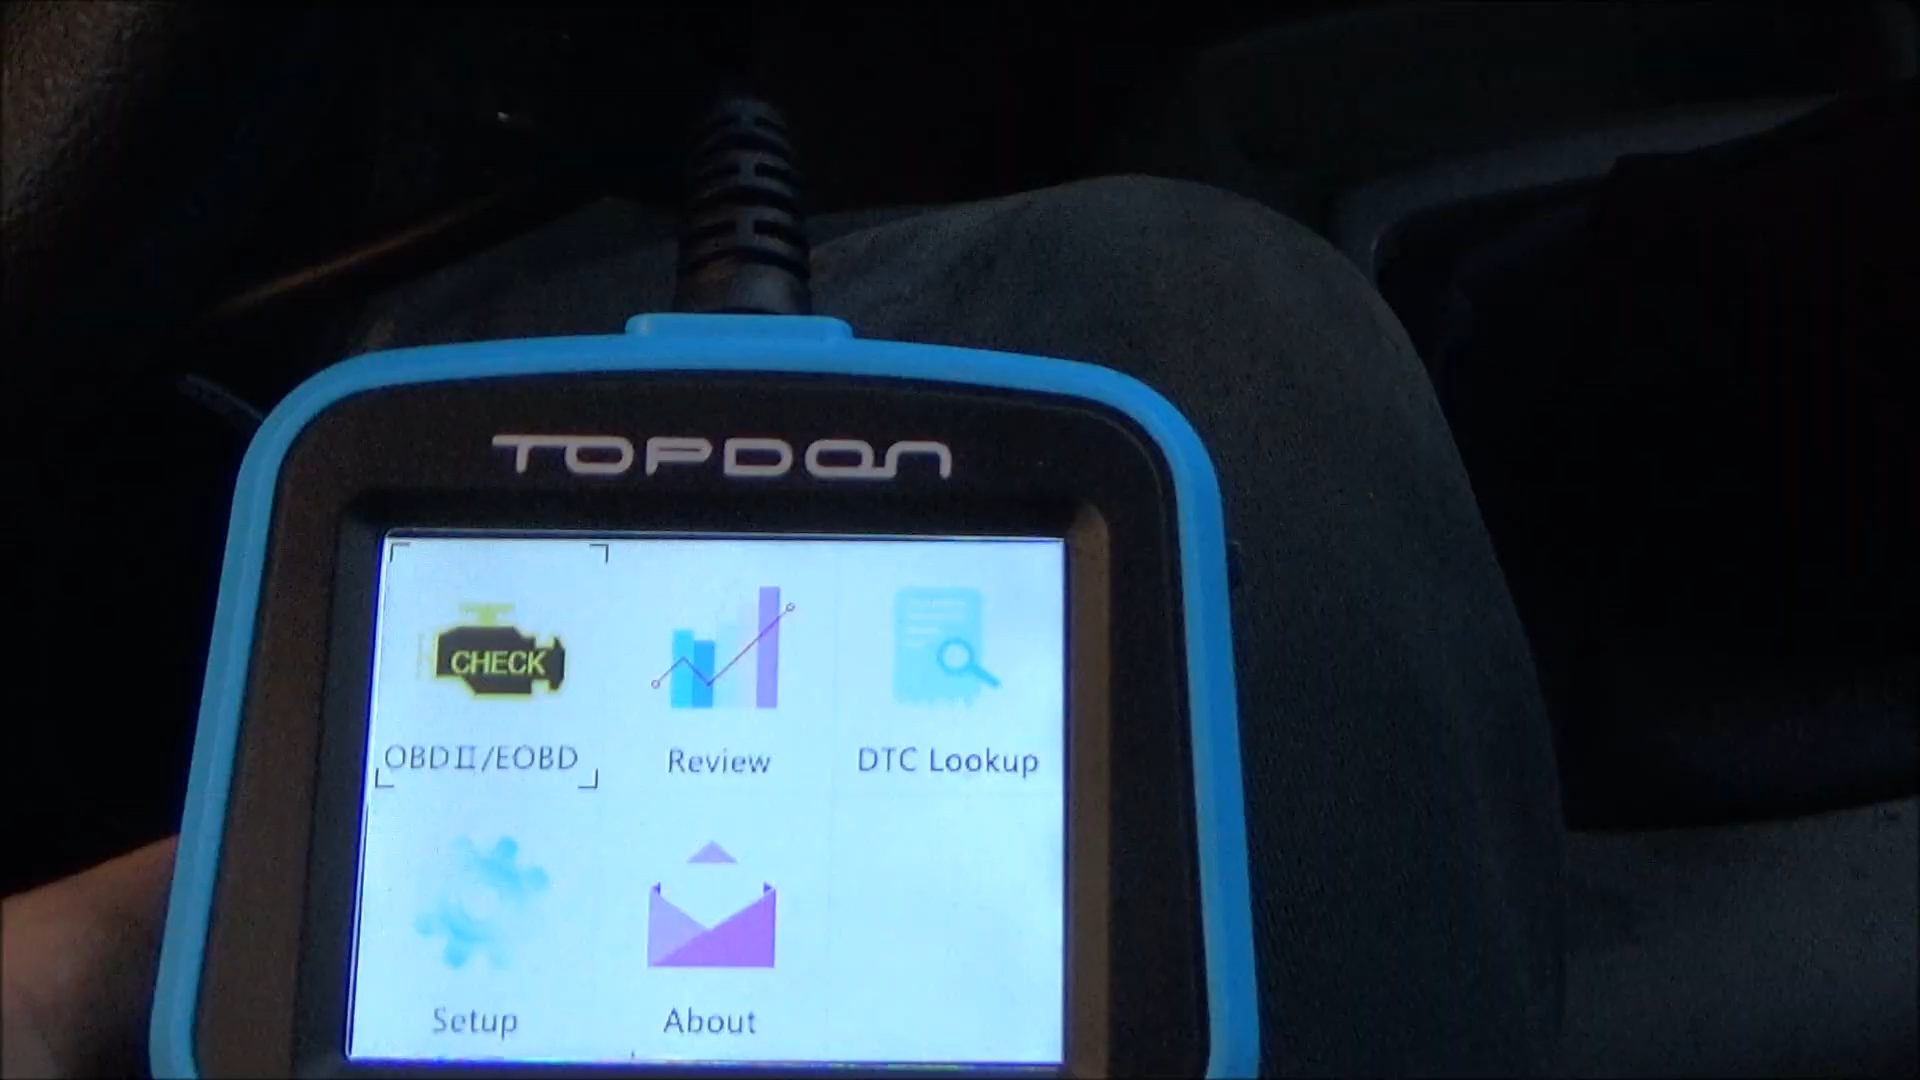 TOPDON
CHECK
OBDⅡ/EOBD
Review
DTC Lookup
Setup
About